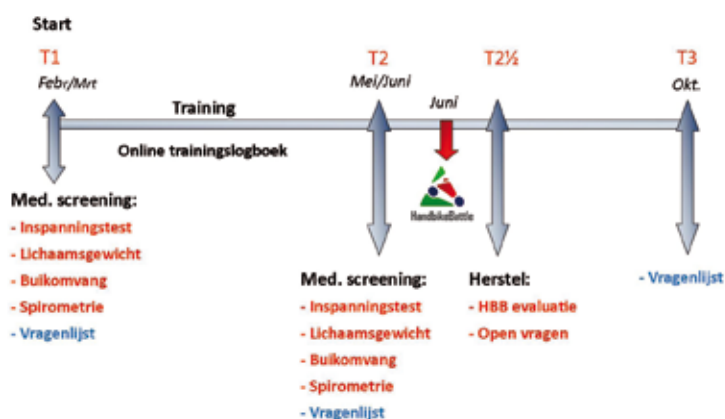 Start
T1
T2
T2½
T3
Febr/Mrt
Mei/Juni
Juni
Okt.
Training
Online trainingslogboek
HandbikeBattle
Med. screening:
- Inspanningstest
- Lichaamsgewicht
- Buikomvang
- Spirometrie
- Vragenlijst
Med. screening:
- Inspanningstest
- Lichaamsgewicht
- Buikomvang
- Spirometrie
- Vragenlijst
Herstel:
- HBB evaluatie
- Open vragen
- Vragenlijst